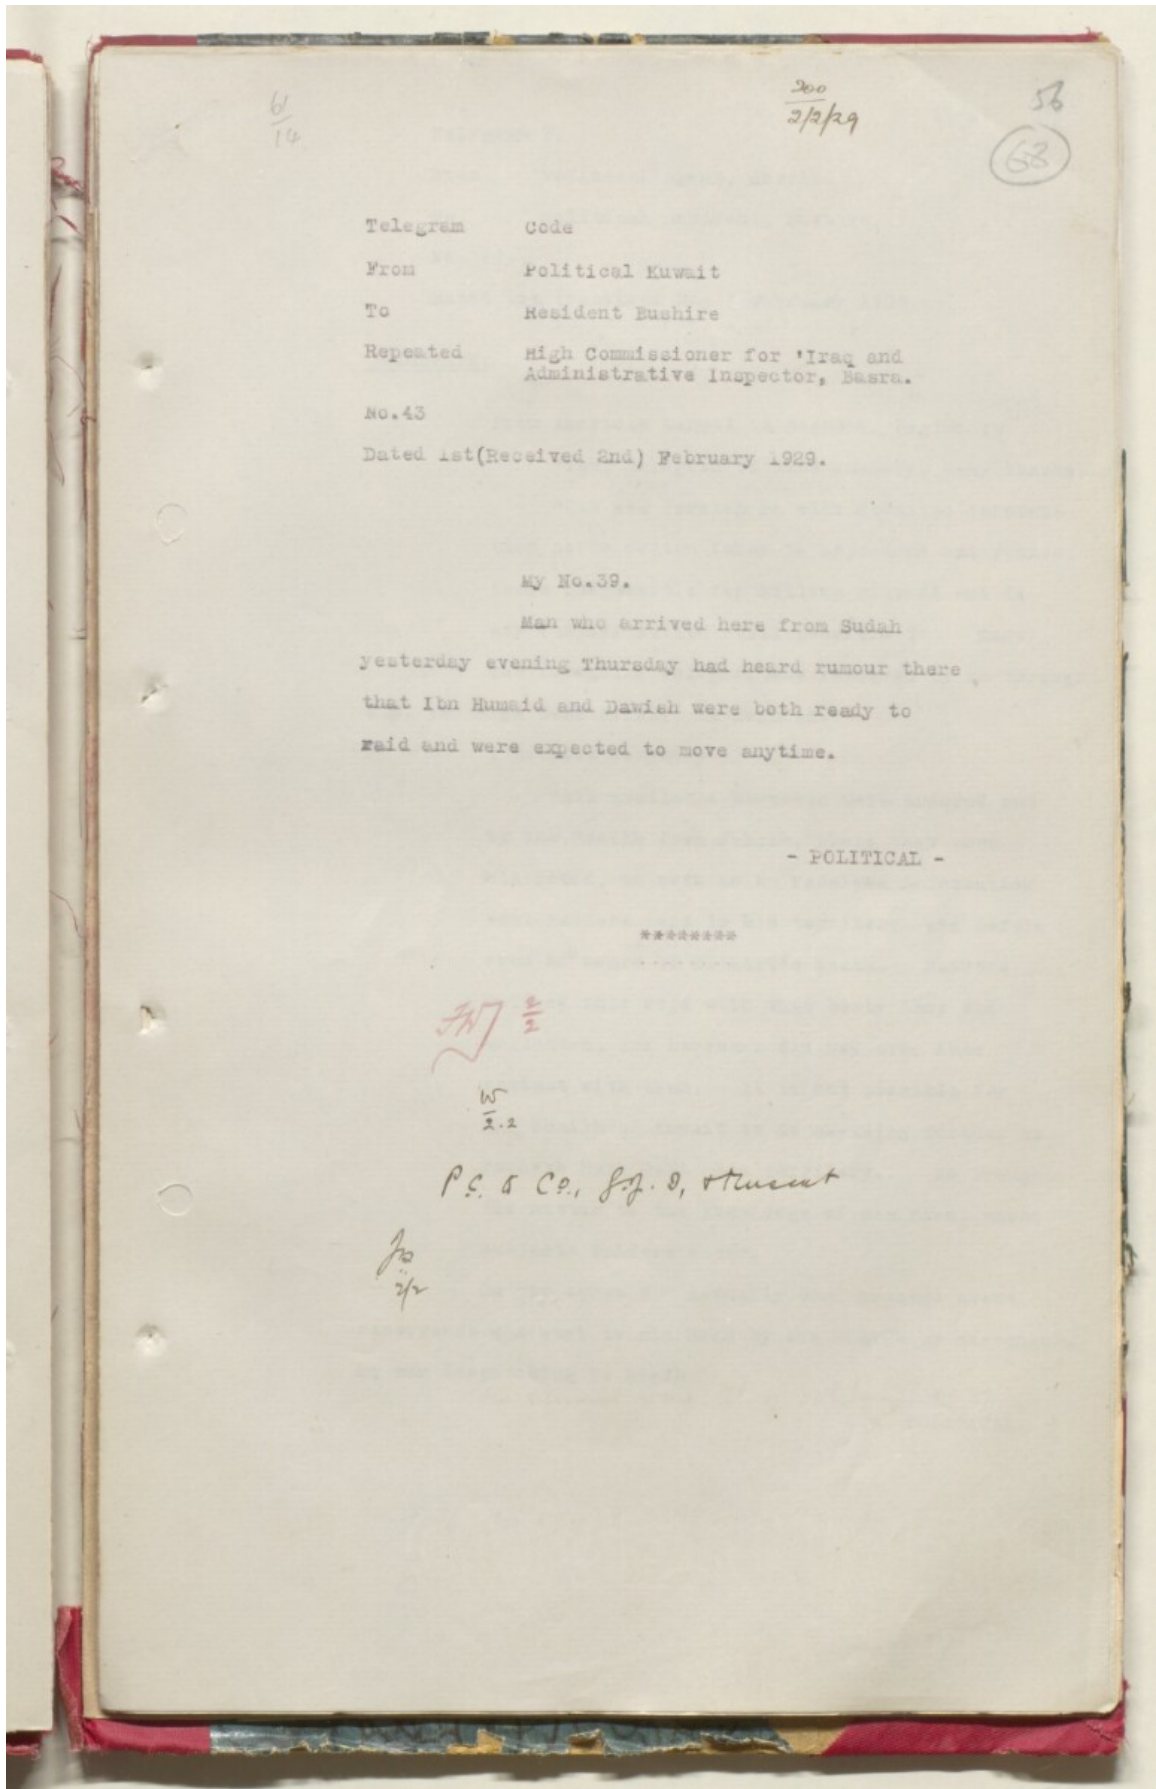 6/14
200
2/2/29
56
68
Telegram Code
From Political Kuwait
To Resident Bushire
Repeated High Commissioner for 'Iraq and
Administrative Inspector, Basra.
No.43
Dated 1st(Received 2nd) February 1929.
My No.39.
Man who arrived here from Sudah
yesterday evening Thursday had heard rumour there
that Ibn Humaid and Dawish were both ready to
raid and were expected to move anytime.
- POLITICAL -
********
2/2
2.2
P.C. & Co.,
2/2